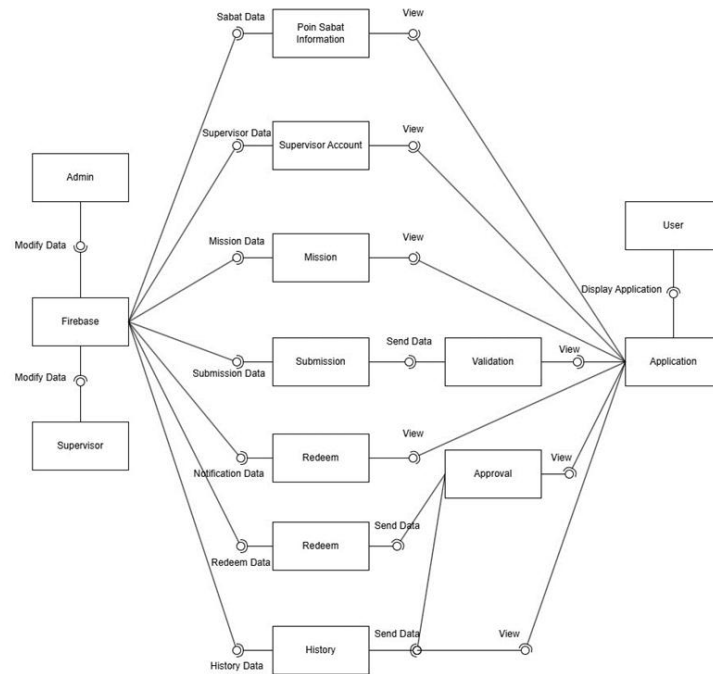 Sabat Data
Poin Sabat
Information
View
Supervisor Data
Supervisor Account
View
Admin
Modify Data
Mission Data
Mission
View
User
Display Application
Firebase
Modify Data
Supervisor
Submission Data
Submission
Send Data
Validation
View
Application
Notification Data
Redeem
View
Approval
View
Redeem Data
Redeem
Send Data
History Data
History
Send Data
View